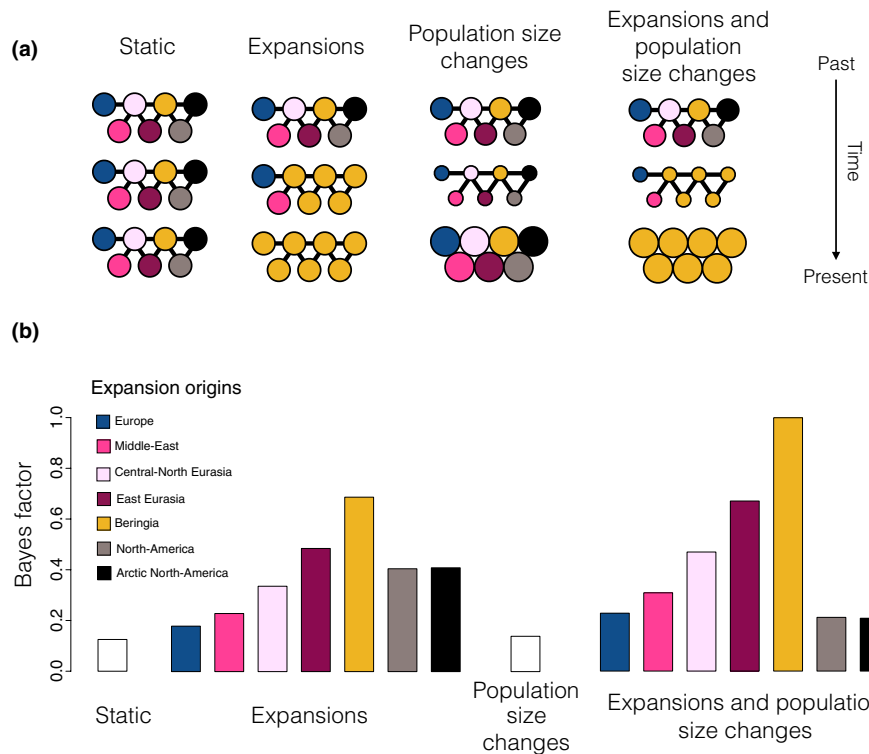 (a)
Static
Expansions
Population size
changes
Expansions and
population
size changes
Past
Time
Present
(b)
Expansion origins
Europe
Middle-East
Central-North Eurasia
East Eurasia
Beringia
North-America
Arctic North-America
Bayes factor
1.0
0.8
0.6
0.4
0.2
0.0
Static
Expansions
Population
size
changes
Expansions and populatio
size changes